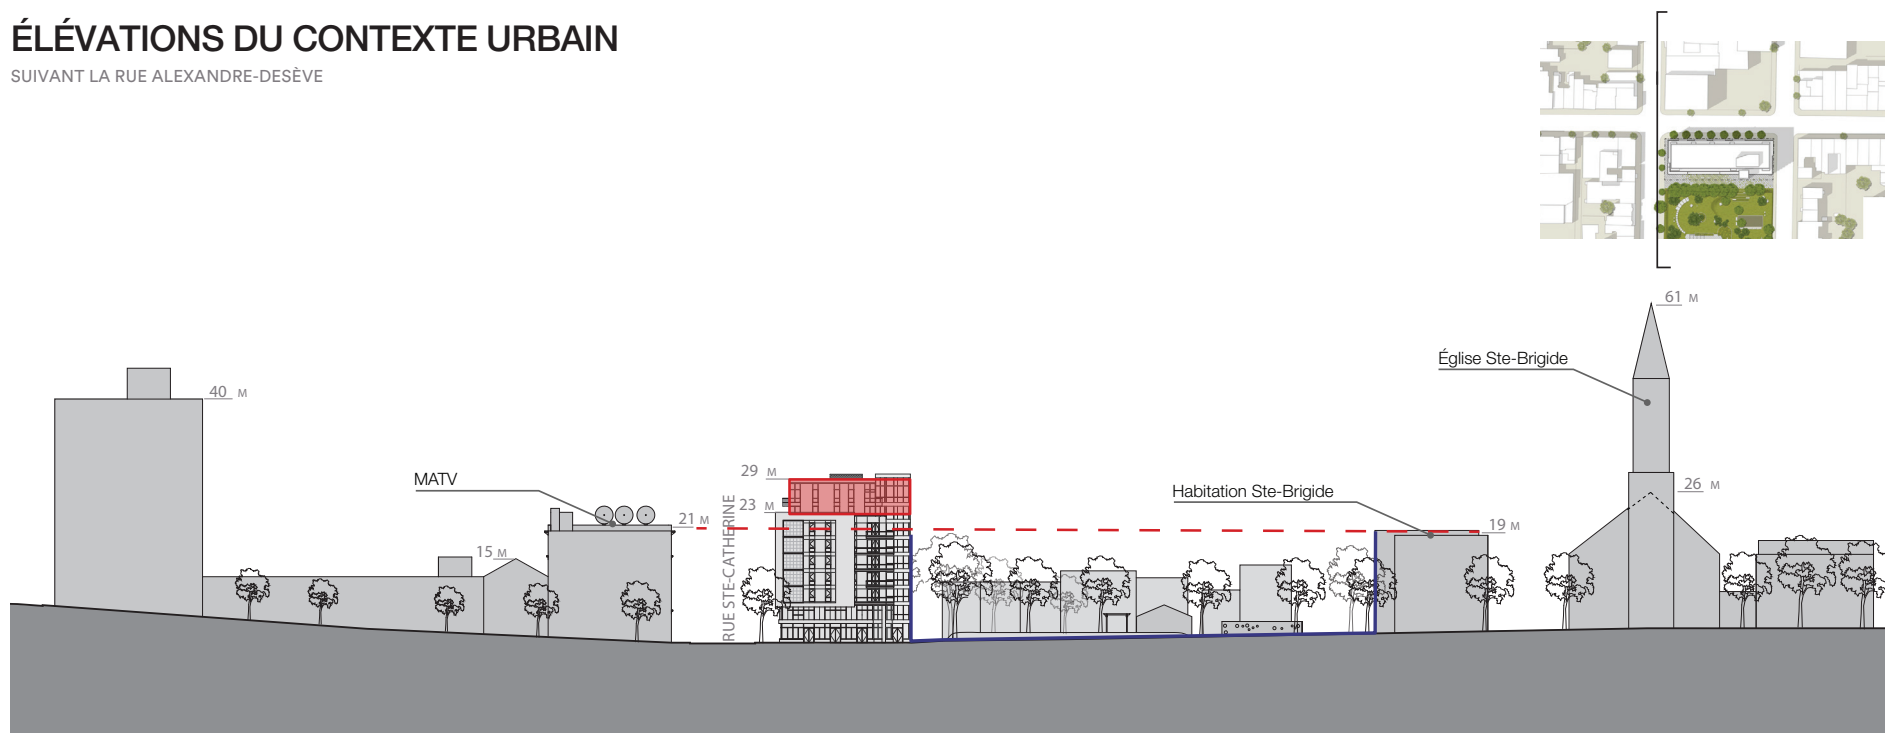 ÉLÉVATIONS DU CONTEXTE URBAIN
SUIVANT LA RUE ALEXANDRE-DESÈVE
61 M
Église Ste-Brigide
40 M
29 M
MATV
26 M
Habitation Ste-Brigide
23 M
21 M
19 M
15 M
RUE STE-CATHERINE